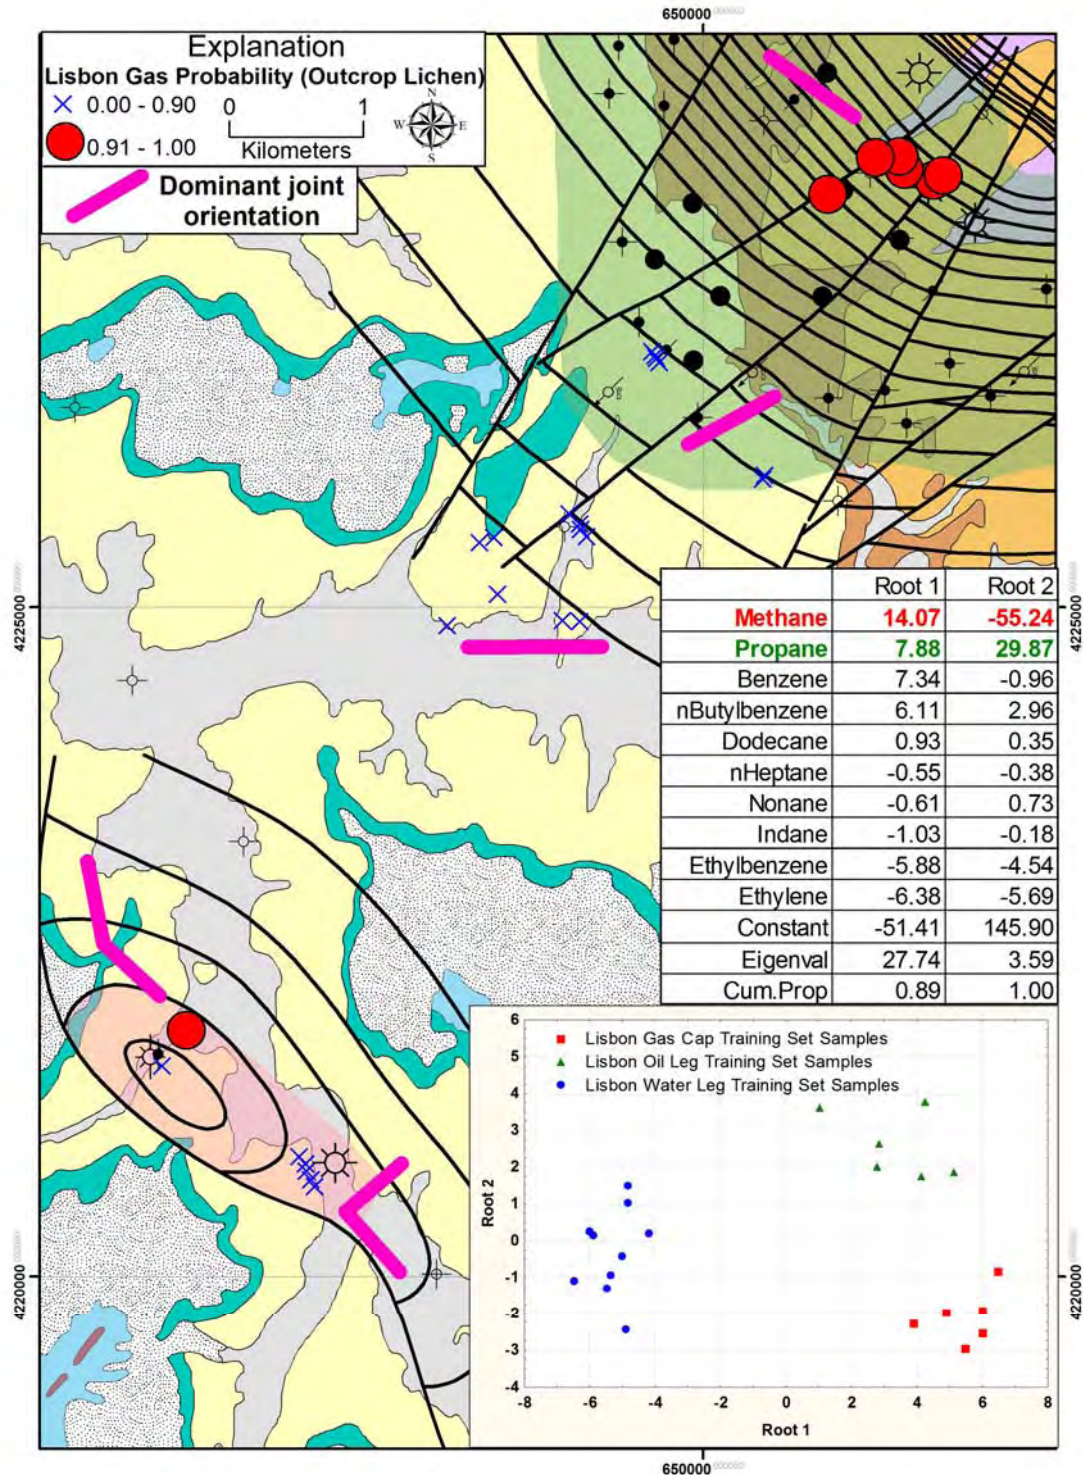 650000
Explanation
Lisbon Gas Probability (Outcrop Lichen)
0.00 - 0.90
0.91 - 1.00
0 1
Kilometers
N
W E
S
Dominant joint
orientation
4225000
4225000
Root 1 Root 2
Methane 14.07 -55.24
Propane 7.88 29.87
Benzene 7.34 -0.96
nButylbenzene 6.11 2.96
Dodecane 0.93 0.35
nHeptane -0.55 -0.38
Nonane -0.61 0.73
Indane -1.03 -0.18
Ethylbenzene -5.88 -4.54
Ethylene -6.38 -5.69
Constant -51.41 145.90
Eigenval 27.74 3.59
Cum.Prop 0.89 1.00
Lisbon Gas Cap Training Set Samples
Lisbon Oil Leg Training Set Samples
Lisbon Water Leg Training Set Samples
6
5
4
3
2
1
0
-1
-2
-3
-4
Root 2
-8 -6 -4 -2 0 2 4 6 8
Root 1
4220000
4220000
650000